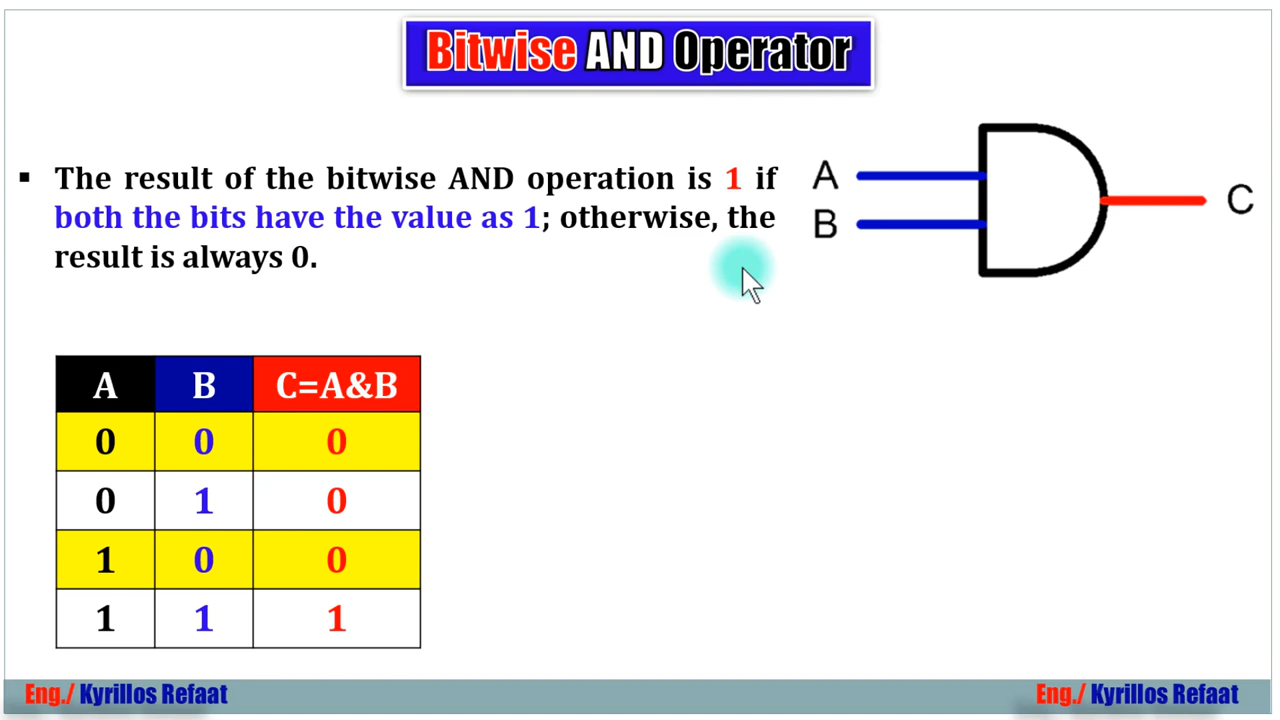 Bitwise AND Operator
▪ The result of the bitwise AND operation is 1 if
both the bits have the value as 1; otherwise, the
result is always 0.
A
B
C
A B C=A&B
0 0 0
0 1 0
1 0 0
1 1 1
Eng./ Kyrillos Refaat
Eng./ Kyrillos Refaat